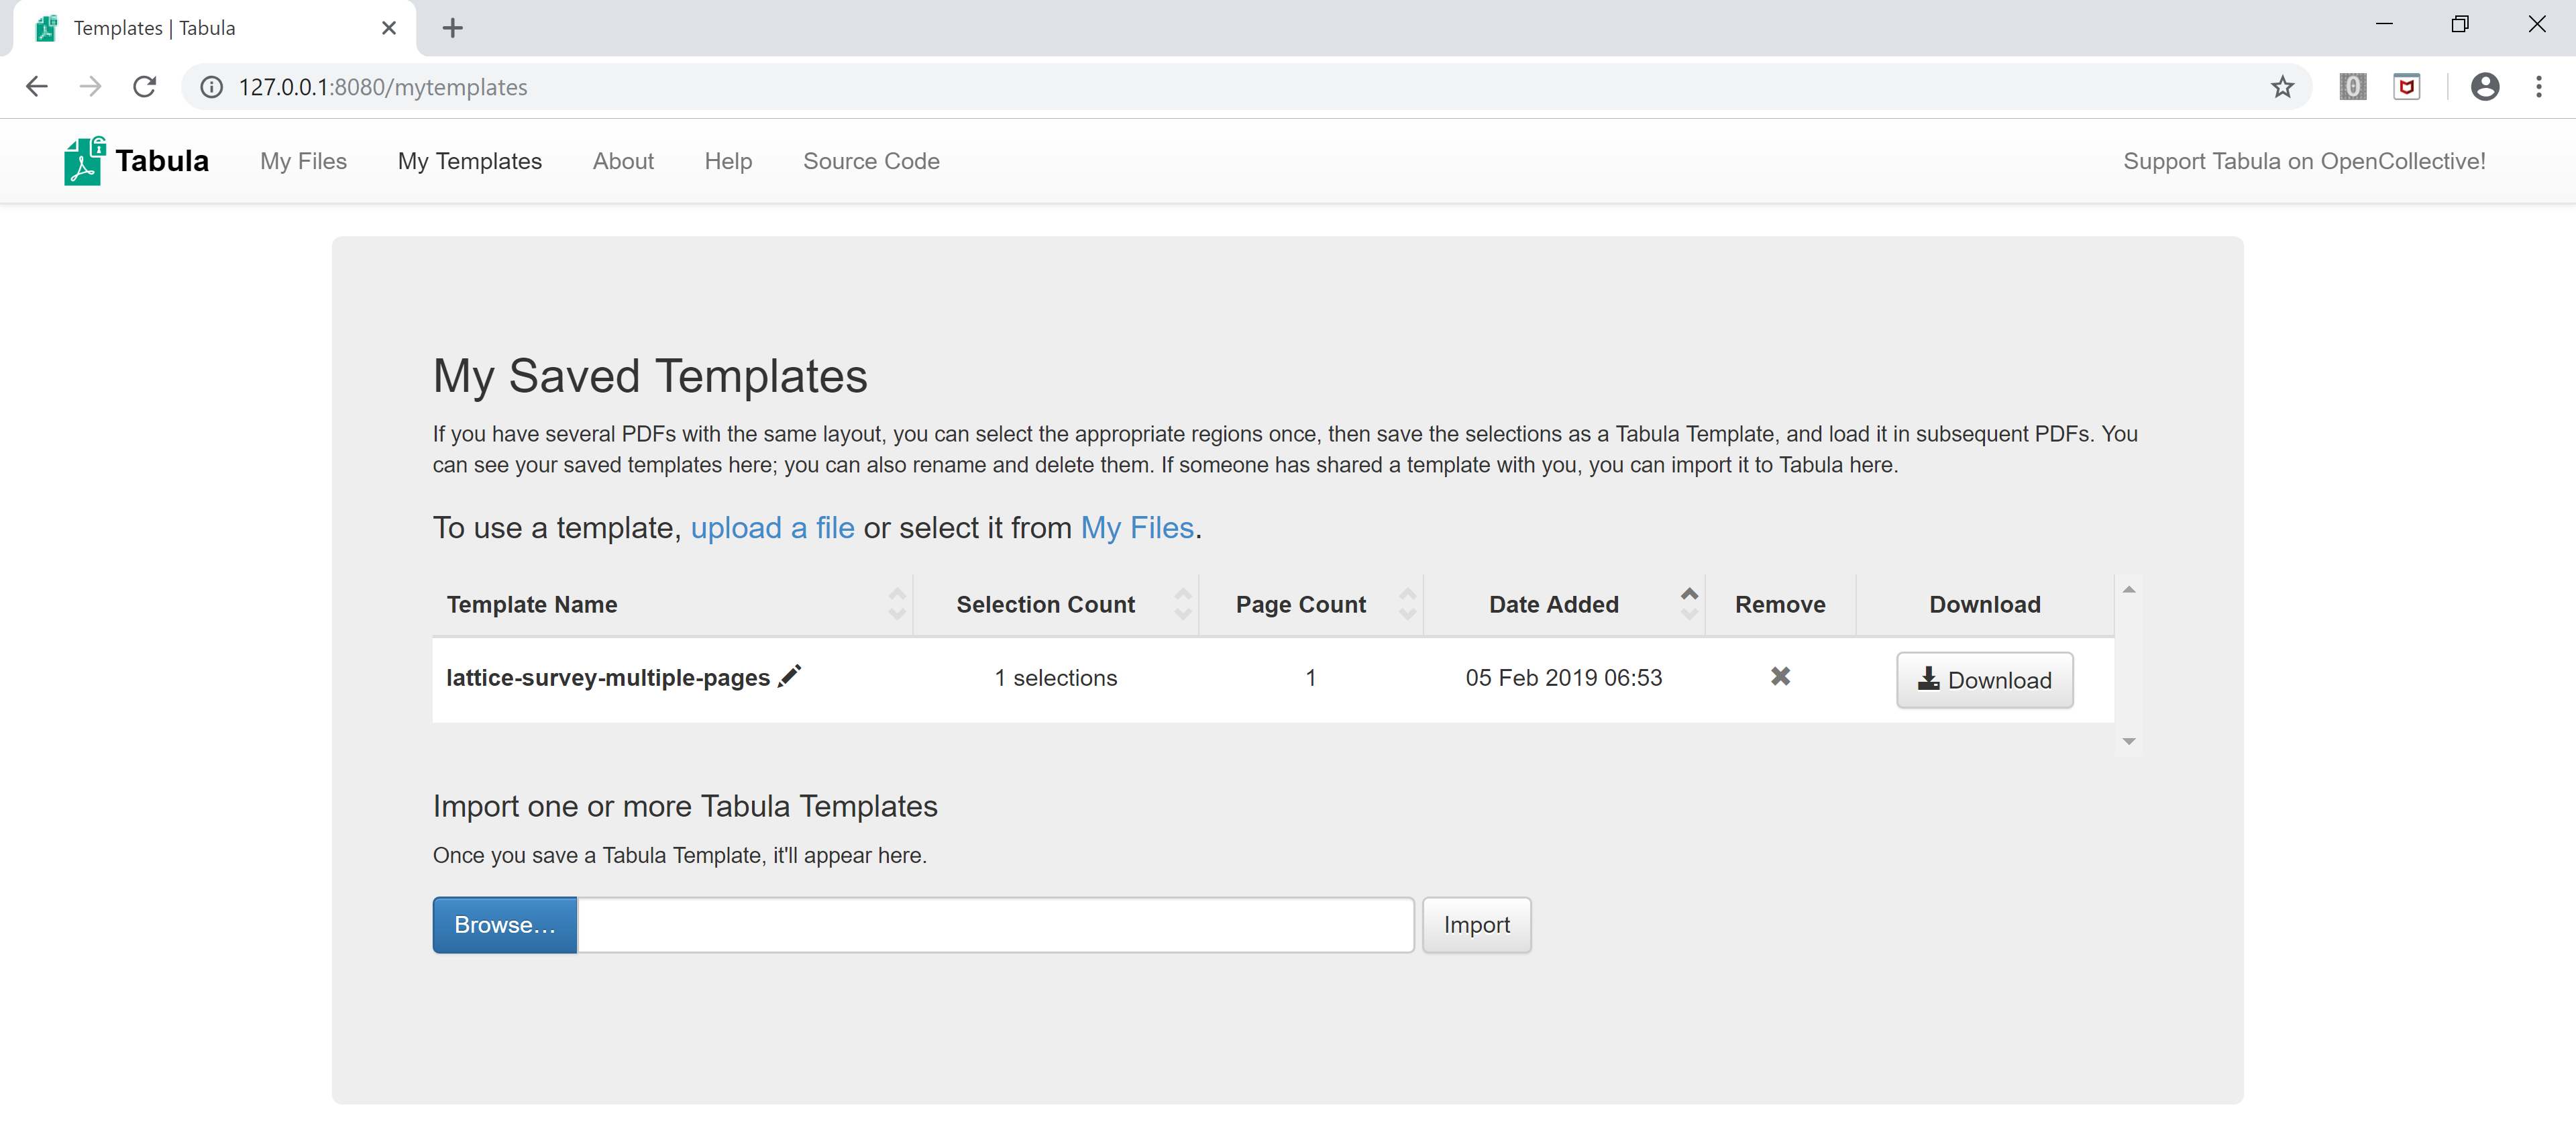 Templates | Tabula
127.0.0.1:8080/mytemplates
Tabula My Files My Templates About Help Source Code Support Tabula on OpenCollective!
My Saved Templates
If you have several PDFs with the same layout, you can select the appropriate regions once, then save the selections as a Tabula Template, and load it in subsequent PDFs. You
can see your saved templates here; you can also rename and delete them. If someone has shared a template with you, you can import it to Tabula here.
To use a template, upload a file or select it from My Files.
Template Name Selection Count Page Count Date Added Remove Download
lattice-survey-multiple-pages 1 selections 1 05 Feb 2019 06:53 Download
Import one or more Tabula Templates
Once you save a Tabula Template, it'll appear here.
Browse... Import